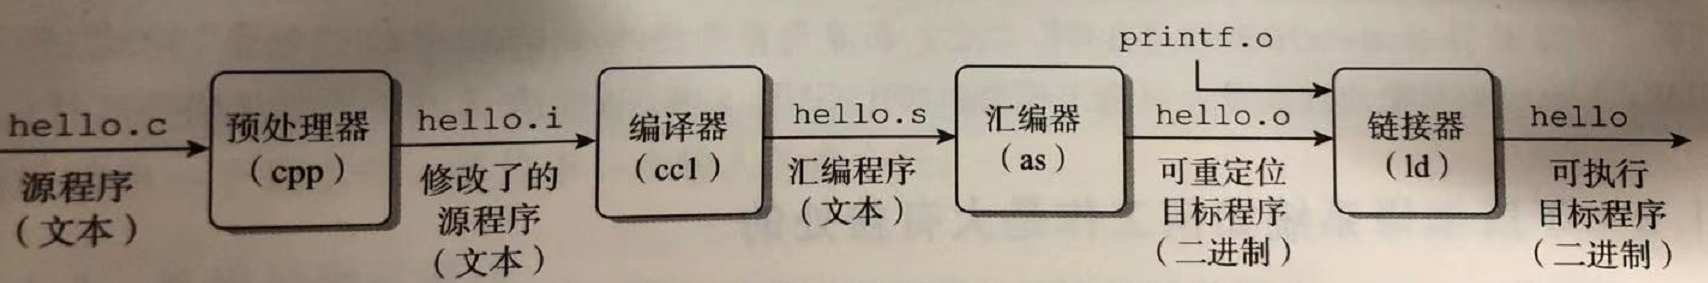 printf.o
hello.c
源程序
(文本)
预处理器
(cpp)
hello.i
修改了的
源程序
(文本)
编译器
(cc1)
hello.s
汇编程序
(文本)
汇编器
(as)
hello.o
可重定位
目标程序
(二进制)
链接器
(ld)
hello
可执行
目标程序
(二进制)